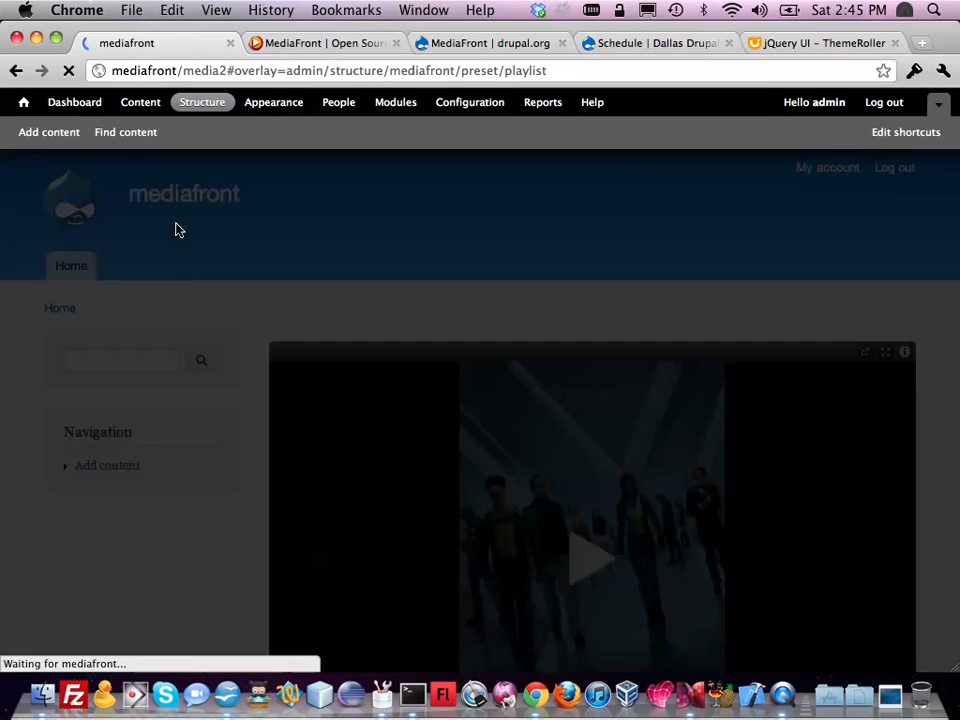 Chrome File Edit View History Bookmarks Window Help Sat 2:45 PM
mediafront MediaFront | Open Sour MediaFront | drupal.org Schedule | Dallas Drupal jQuery UI - ThemeRoller
mediafront/media2#overlay=admin/structure/mediafront/preset/playlist
Dashboard Content Structure Appearance People Modules Configuration Reports Help Hello admin Log out
Add content Find content Edit shortcuts
My account Log out
mediafront
Home
Home
Navigation
Add content
Waiting for mediafront...